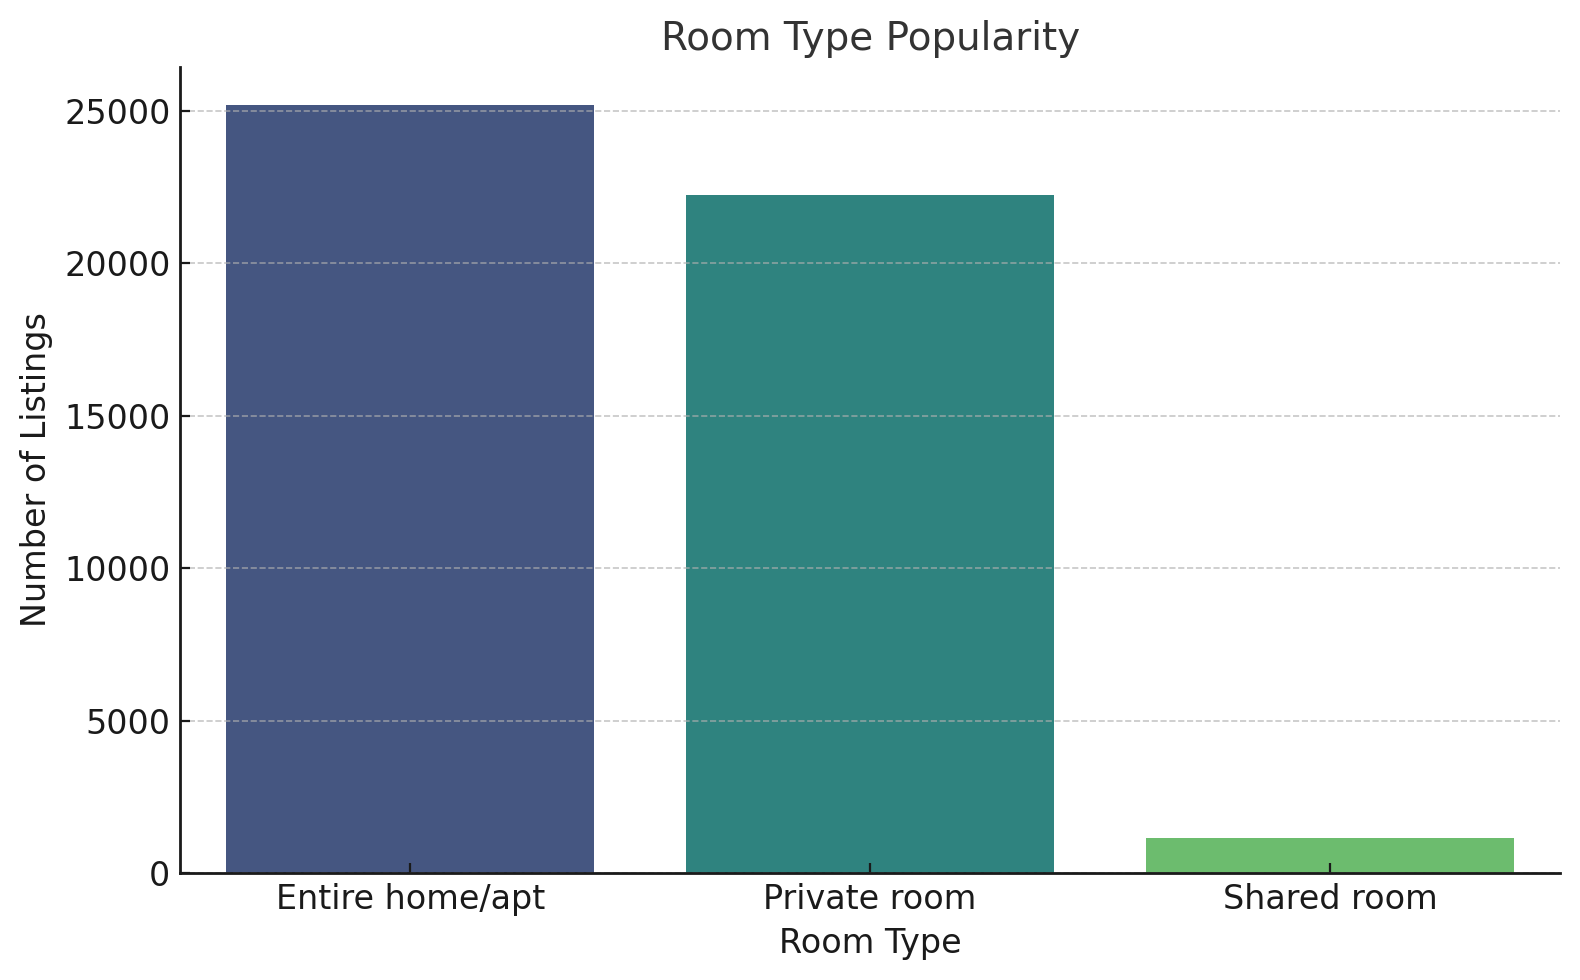 Room Type Popularity
Number of Listings
25000
20000
15000
10000
5000
0
Entire home/apt
Private room
Shared room
Room Type